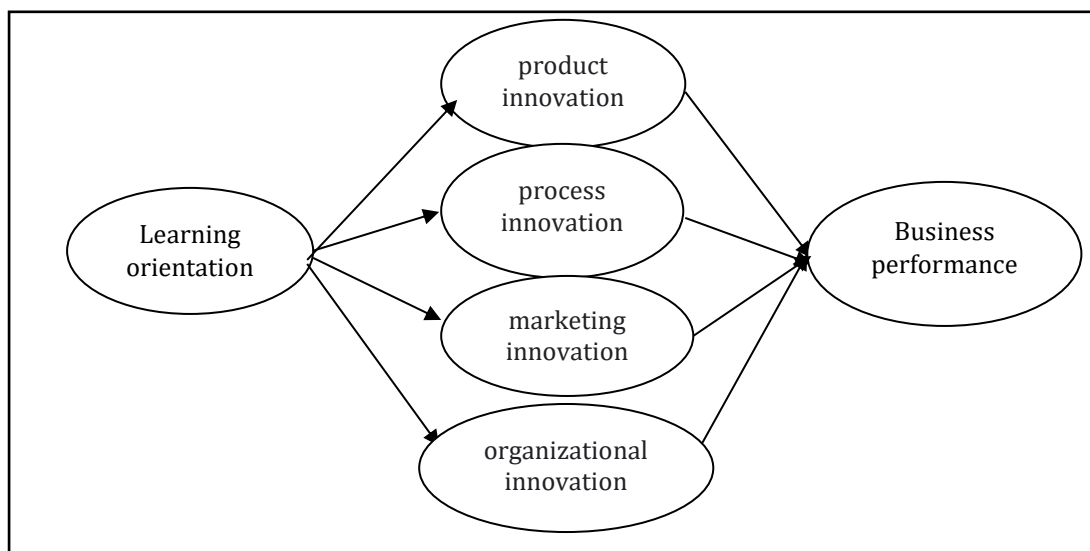 product
innovation
process
innovation
Learning
orientation
Business
performance
marketing
innovation
organizational
innovation